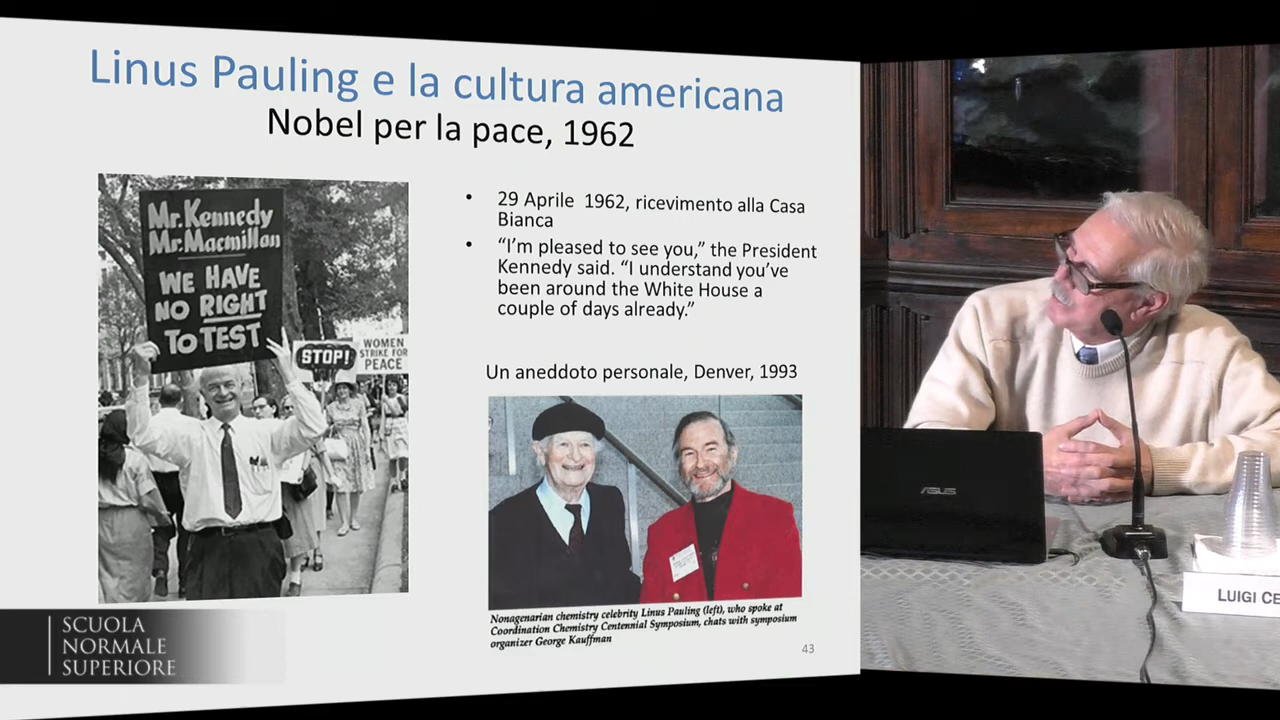 Linus Pauling e la cultura americana
Nobel per la pace, 1962
Mr. Kennedy
Mr. Macmillan
WE HAVE
NO RIGHT
TO TEST
STOP!
WOMEN
STRIKE FOR
PEACE
• 29 Aprile 1962, ricevimento alla Casa
Bianca
• “I’m pleased to see you,” the President
Kennedy said. “I understand you’ve
been around the White House a
couple of days already.”
Un aneddoto personale, Denver, 1993
Nonagenarian chemistry celebrity Linus Pauling (left), who spoke at
Coordination Chemistry Centennial Symposium, chats with symposium
organizer George Kauffman
43
SCUOLA
NORMALE
SUPERIORE
ASUS
LUIGI CE